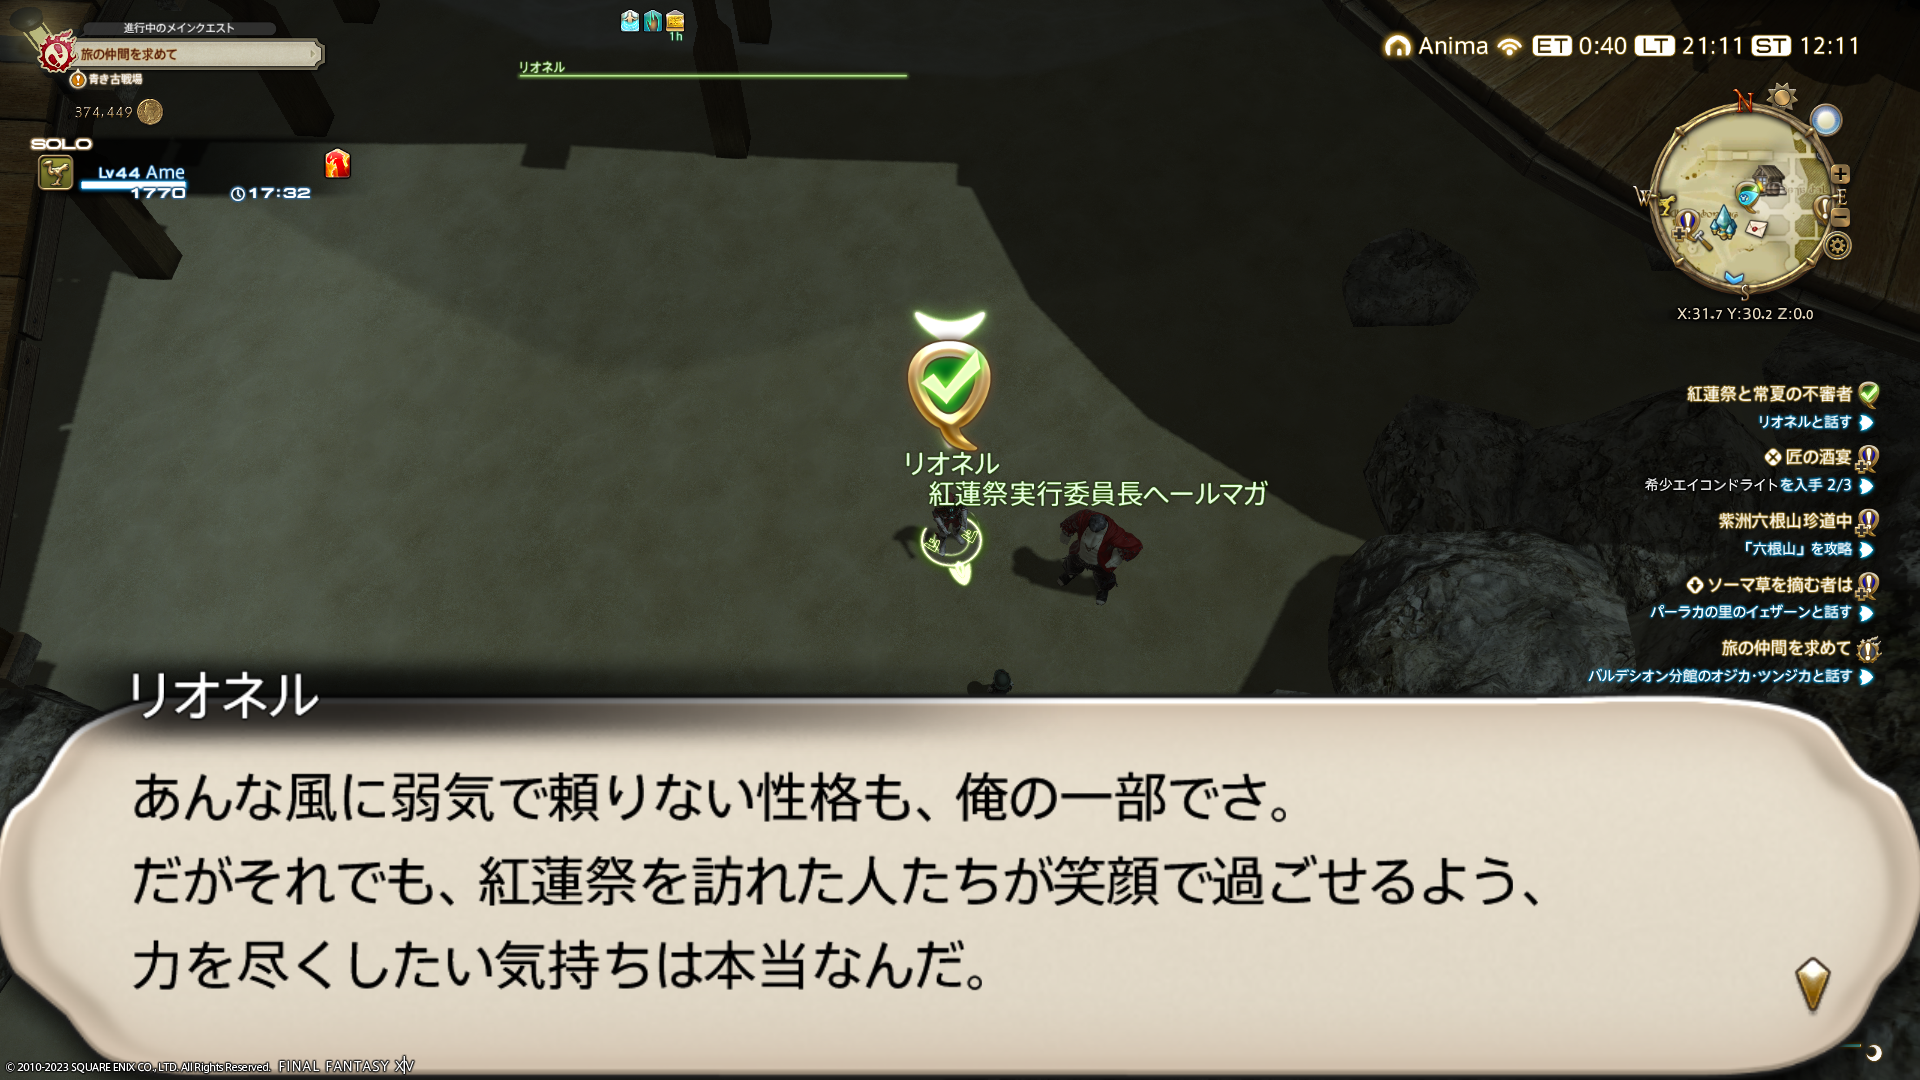 進行中のメインクエスト
旅の仲間を求めて
青き古戦場
374,449
SOLO
Lv44 Ame
1770
17:32
1h
リオネル
Anima ET 0:40 LT 21:11 ST 12:11
N
W
E
S
X:31.7 Y:30.2 Z:0.0
紅蓮祭と常夏の不審者
リオネルと話す
匠の酒宴
希少エイコンドライトを入手 2/3
紫洲六根山珍道中
「六根山」を攻略
ソーマ草を摘む者は
パーラカの里のイェザーンと話す
旅の仲間を求めて
バルデシオン分館のオジカ・ツンジカと話す
リオネル
紅蓮祭実行委員長へールマガ
リオネル
あんな風に弱気で頼りない性格も、俺の一部でさ。
だがそれでも、紅蓮祭を訪れた人たちが笑顔で過ごせるよう、
力を尽くしたい気持ちは本当なんだ。
© 2010-2023 SQUARE ENIX CO., LTD. All Rights Reserved. FINAL FANTASY XIV